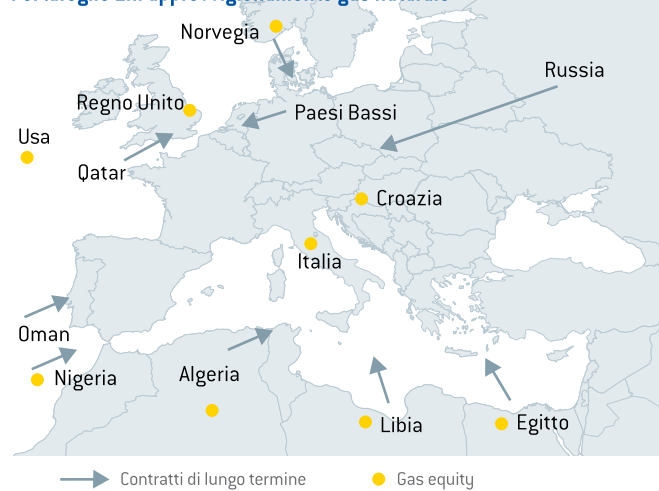 Norvegia
Russia
Regno Unito
Paesi Bassi
Usa
Qatar
Croazia
Italia
Oman
Nigeria
Algeria
Libia
Egitto
Contratti di lungo termine
Gas equity